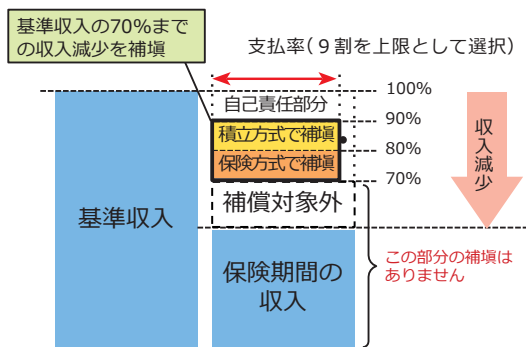 基準収入の70%まで
の収入減少を補塡
支払率(9割を上限として選択)
100%
自己責任部分
90%
積立方式で補塡
80%
保険方式で補塡
70%
収入減少
補償対象外
基準収入
保険期間の
収入
この部分の補塡は
ありません